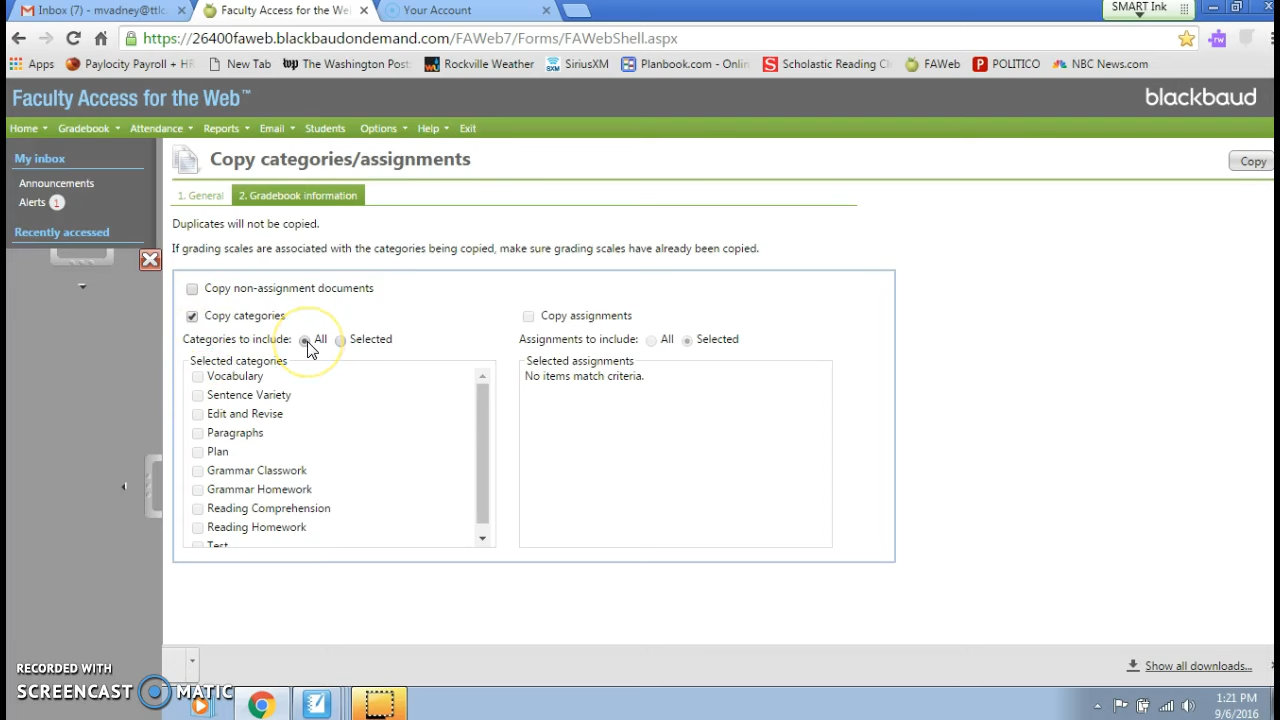 Inbox (7) - mvadney@ttlc
Faculty Access for the We
Your Account
SMART Ink
https://26400faweb.blackbaudondemand.com/FAWeb7/Forms/FAWebShell.aspx
rw
Apps
Paylocity Payroll + HR
New Tab
up
The Washington Post
SXM
SiriusXM
Rockville Weather
Planbook.com - Onlin
S
Scholastic Reading Cl
FAWeb
P
POLITICO
NBC News.com
Faculty Access for the Web™
blackbaud
Home
Gradebook
Attendance
Reports
Email
Students
Options
Help
Exit
My inbox
Announcements
Alerts 1
Recently accessed
Copy categories/assignments
Copy
1. General
2. Gradebook information
Duplicates will not be copied.
If grading scales are associated with the categories being copied, make sure grading scales have already been copied.
Copy non-assignment documents
Copy categories
Copy assignments
Categories to include:
All
Selected
Assignments to include:
All
Selected
Selected categories
Vocabulary
Sentence Variety
Edit and Revise
Paragraphs
Plan
Grammar Classwork
Grammar Homework
Reading Comprehension
Reading Homework
Test
Selected assignments
No items match criteria.
Show all downloads...
RECORDED WITH
SCREENCAST MATIC
1:21 PM
9/6/2016